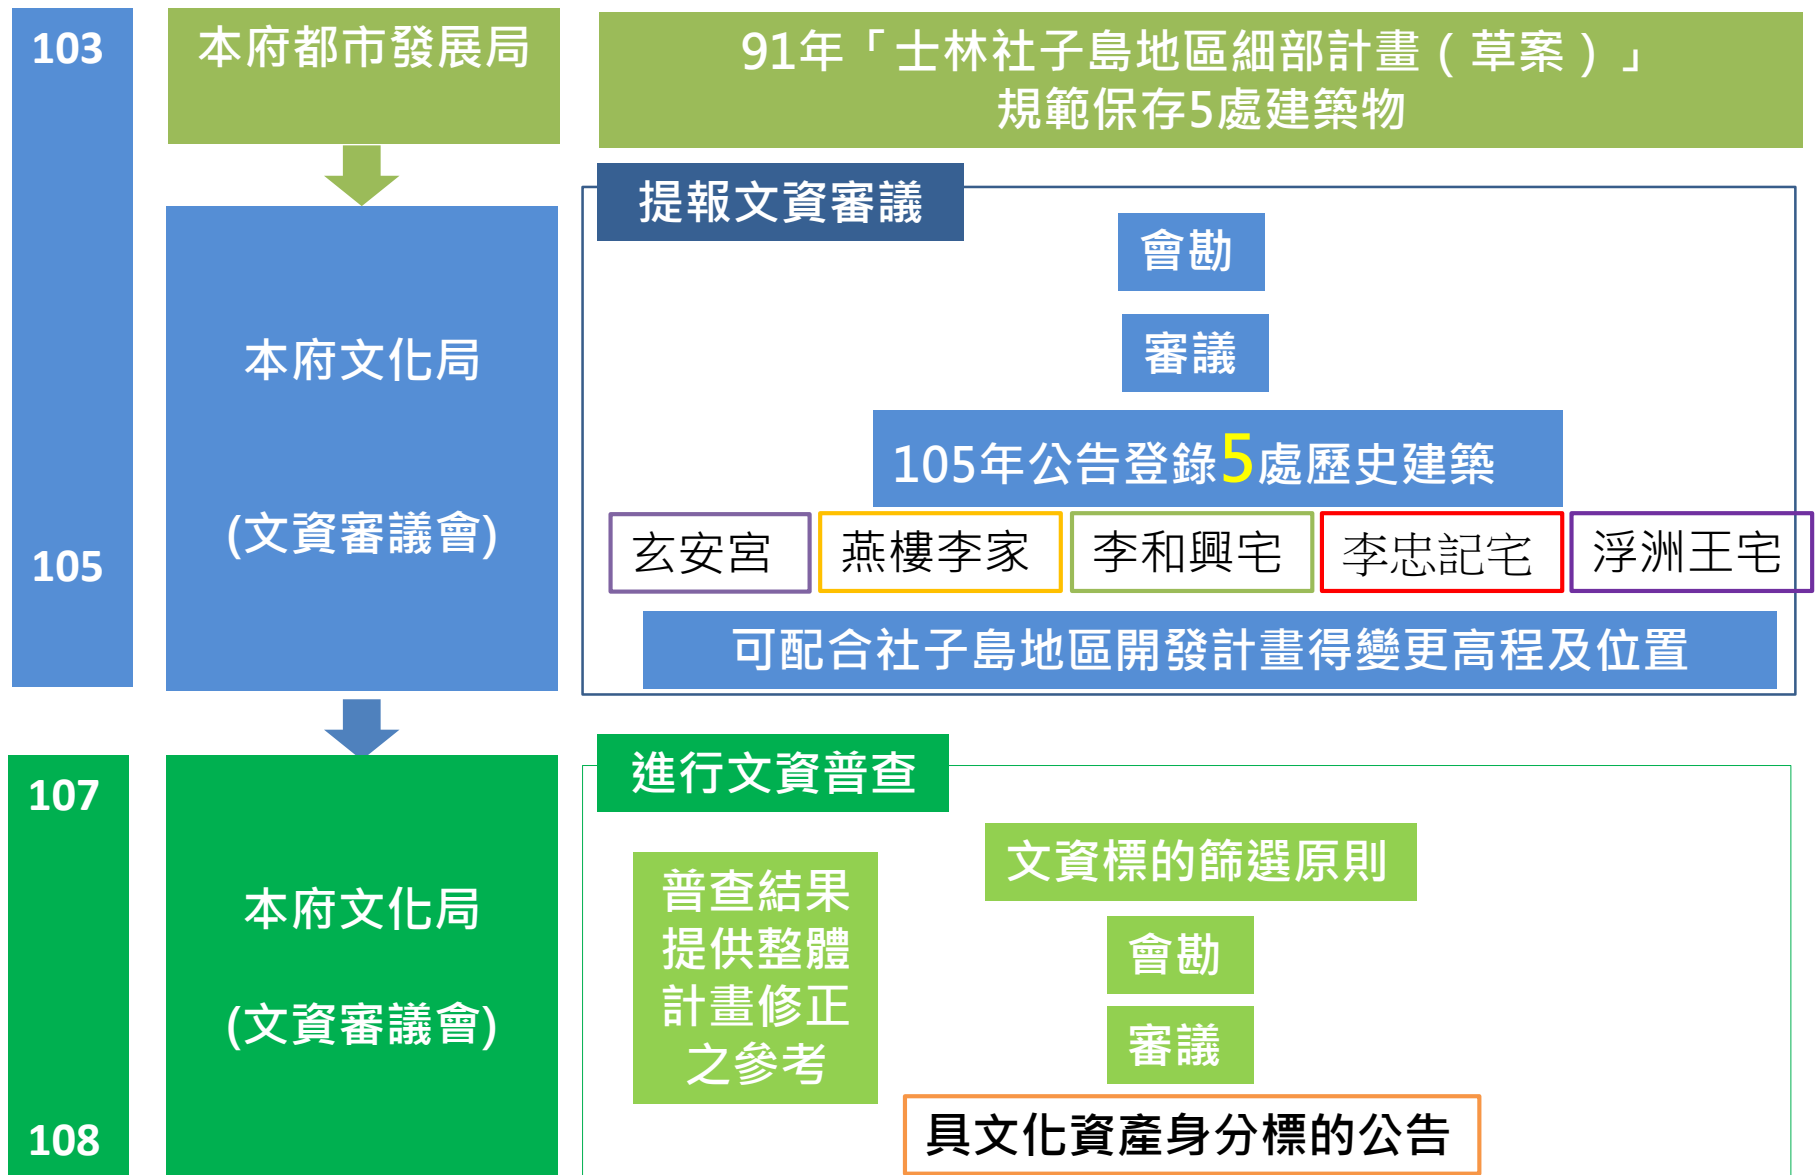 103
本府都市發展局
91年「士林社子島地區細部計畫（草案）」
規範保存5處建築物
提報文資審議
會勘
審議
本府文化局
(文資審議會)
105年公告登錄5處歷史建築
玄安宮
燕樓李家
李和興宅
李忠記宅
浮洲王宅
105
可配合社子島地區開發計畫得變更高程及位置
107
進行文資普查
本府文化局
(文資審議會)
普查結果
提供整體
計畫修正
之參考
文資標的篩選原則
會勘
審議
具文化資產身分標的公告
108